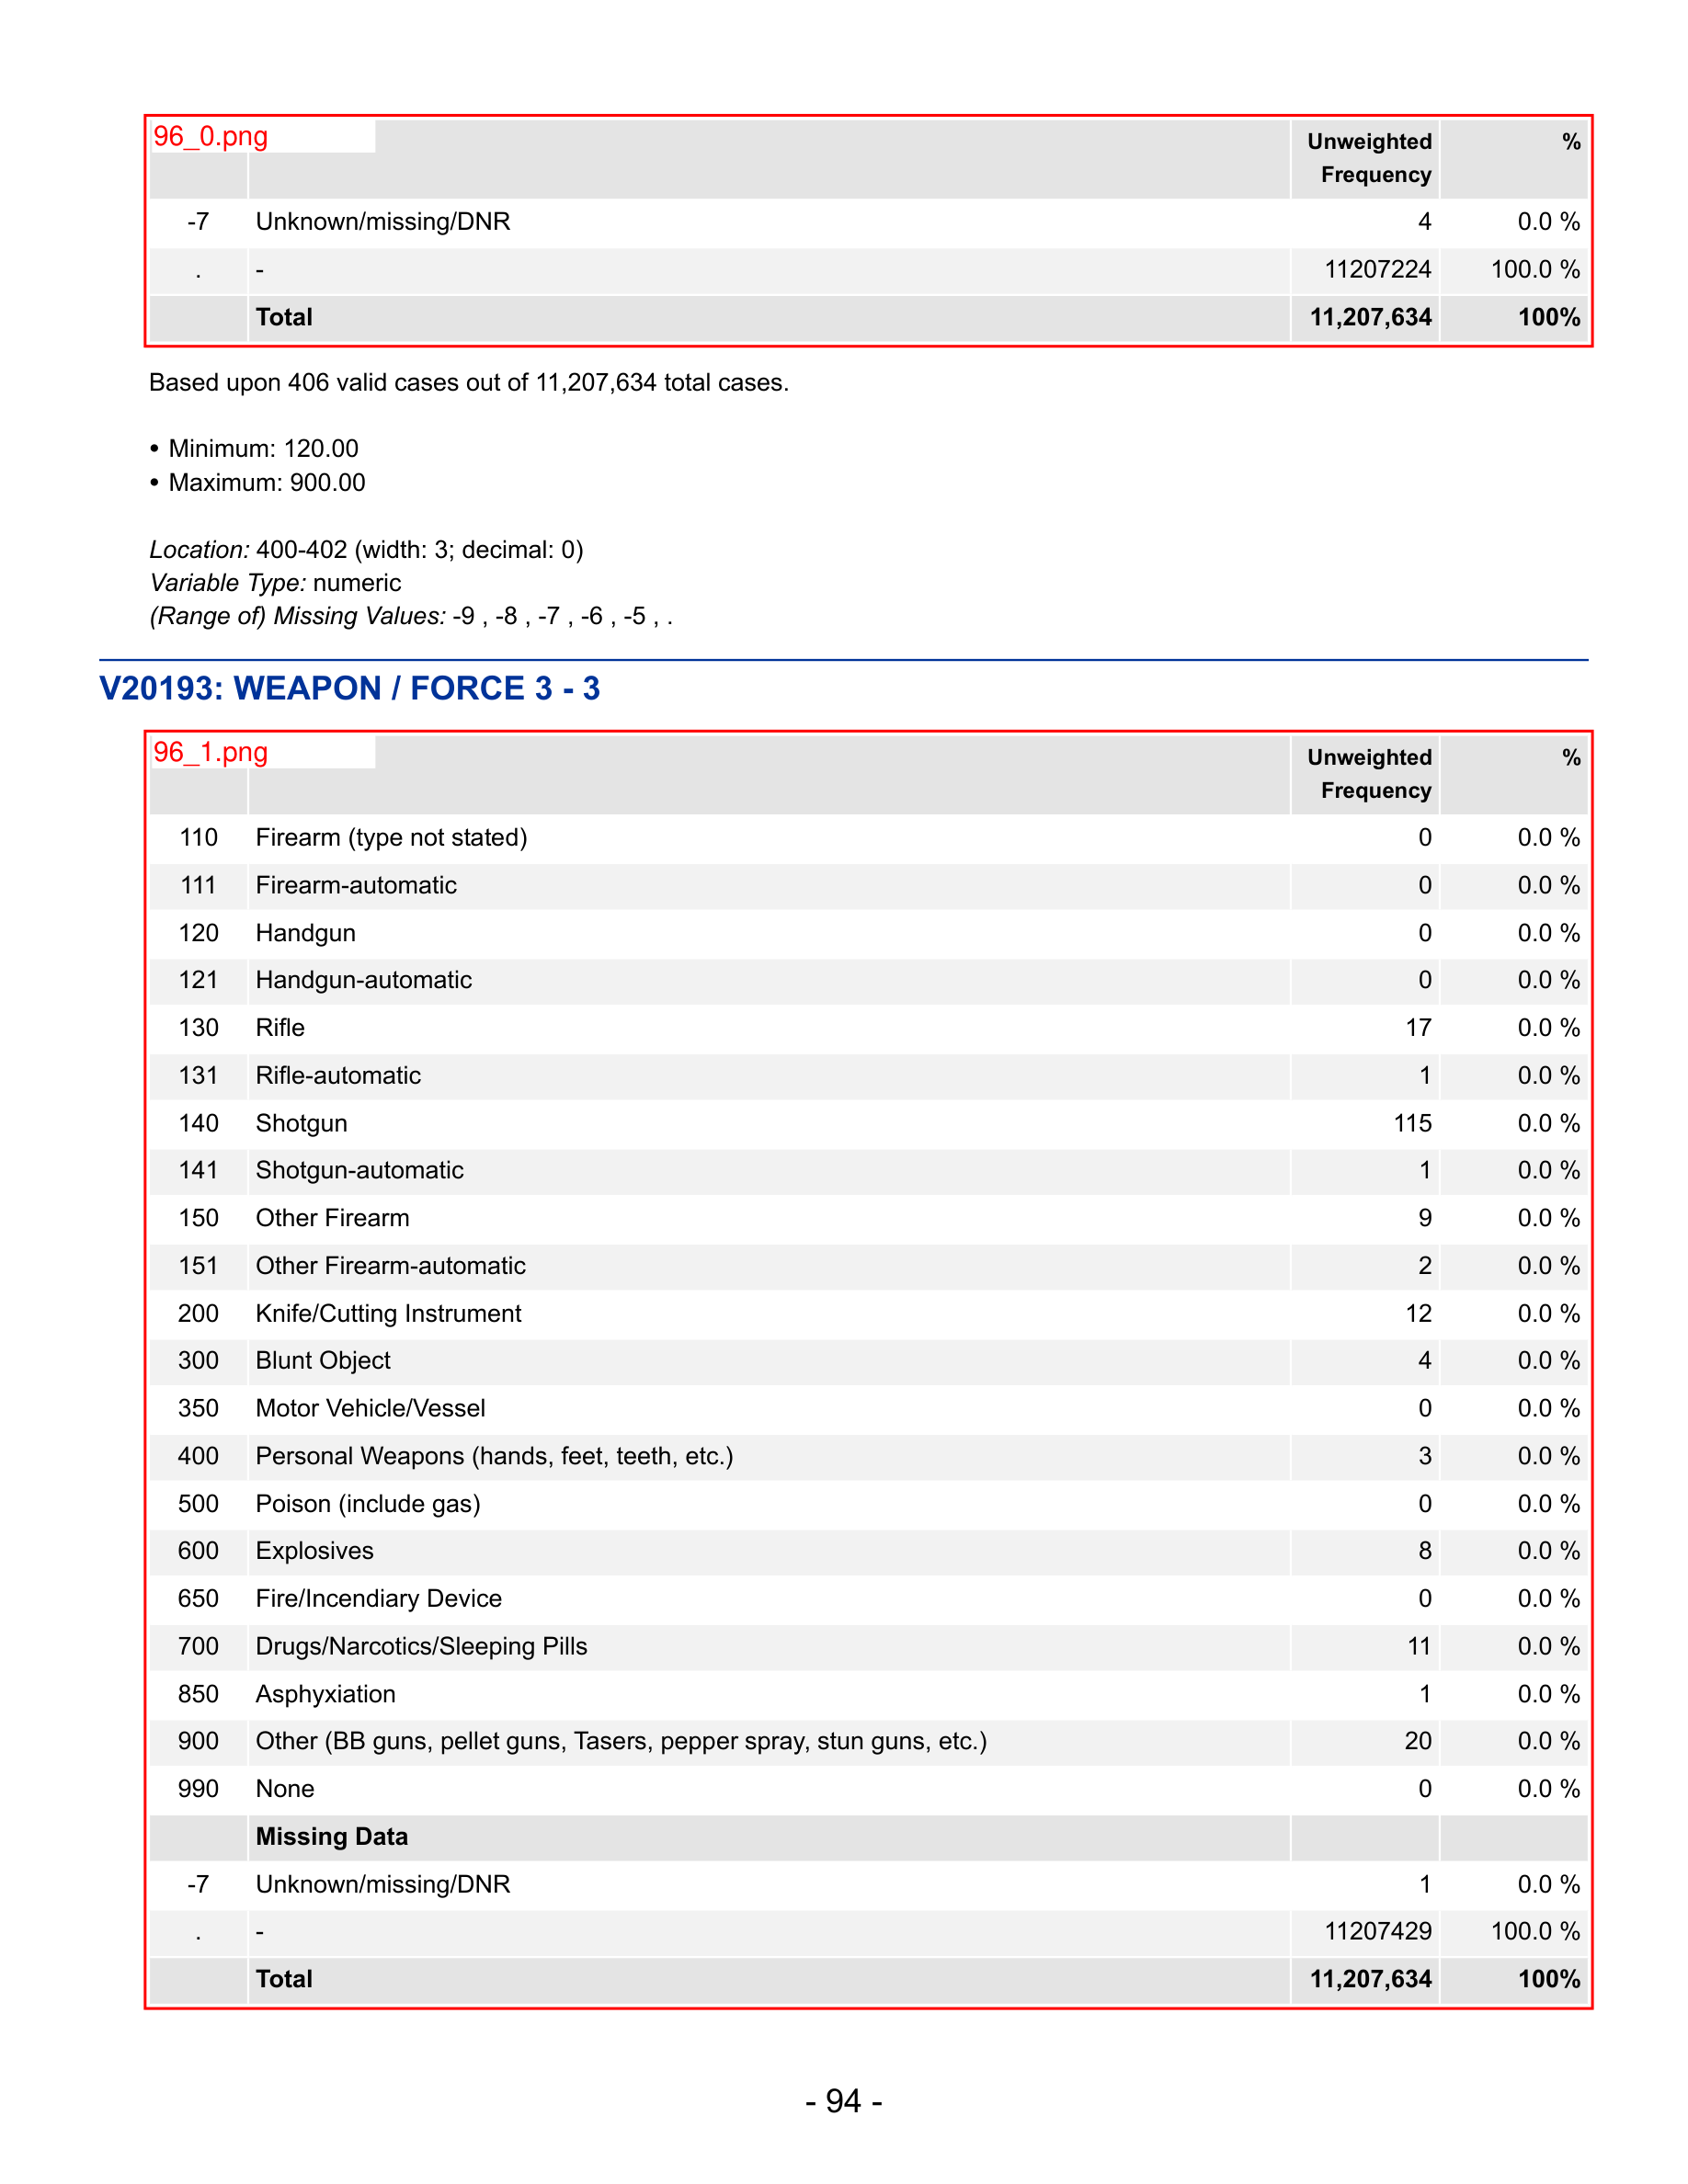 96_0.png
Unweighted Frequency %
-7 Unknown/missing/DNR 4 0.0 %
. - 11207224 100.0 %
Total 11,207,634 100%
Based upon 406 valid cases out of 11,207,634 total cases.
• Minimum: 120.00
• Maximum: 900.00
Location: 400-402 (width: 3; decimal: 0)
Variable Type: numeric
(Range of) Missing Values: -9 , -8 , -7 , -6 , -5 , .
V20193: WEAPON / FORCE 3 - 3
96_1.png
Unweighted Frequency %
110 Firearm (type not stated) 0 0.0 %
111 Firearm-automatic 0 0.0 %
120 Handgun 0 0.0 %
121 Handgun-automatic 0 0.0 %
130 Rifle 17 0.0 %
131 Rifle-automatic 1 0.0 %
140 Shotgun 115 0.0 %
141 Shotgun-automatic 1 0.0 %
150 Other Firearm 9 0.0 %
151 Other Firearm-automatic 2 0.0 %
200 Knife/Cutting Instrument 12 0.0 %
300 Blunt Object 4 0.0 %
350 Motor Vehicle/Vessel 0 0.0 %
400 Personal Weapons (hands, feet, teeth, etc.) 3 0.0 %
500 Poison (include gas) 0 0.0 %
600 Explosives 8 0.0 %
650 Fire/Incendiary Device 0 0.0 %
700 Drugs/Narcotics/Sleeping Pills 11 0.0 %
850 Asphyxiation 1 0.0 %
900 Other (BB guns, pellet guns, Tasers, pepper spray, stun guns, etc.) 20 0.0 %
990 None 0 0.0 %
Missing Data
-7 Unknown/missing/DNR 1 0.0 %
. - 11207429 100.0 %
Total 11,207,634 100%
- 94 -